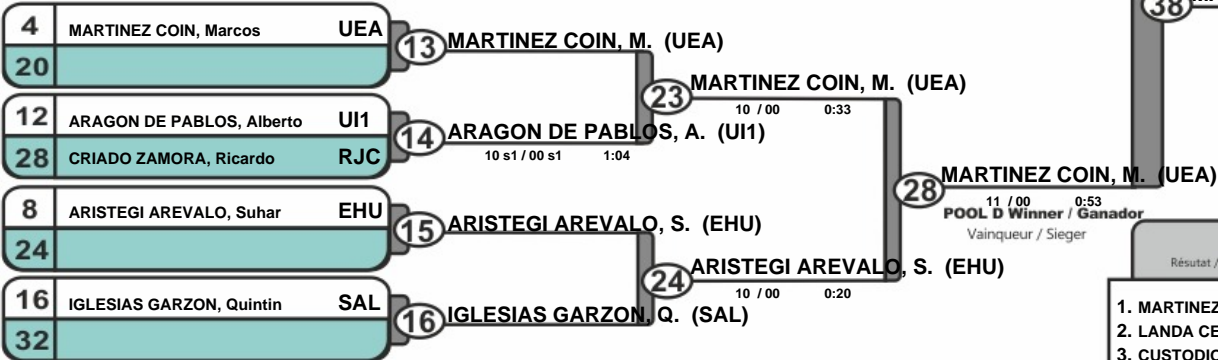 38
4 MARTINEZ COIN, Marcos UEA
20
13 MARTINEZ COIN, M. (UEA)
12 ARAGON DE PABLOS, Alberto UI1
28 CRIADO ZAMORA, Ricardo RJC
14 ARAGON DE PABLOS, A. (UI1)
10 s1 / 00 s1 1:04
23 MARTINEZ COIN, M. (UEA)
10 / 00 0:33
8 ARISTEGI AREVALO, Suhar EHU
24
15 ARISTEGI AREVALO, S. (EHU)
16 IGLESIAS GARZON, Quintin SAL
32
16 IGLESIAS GARZON, Q. (SAL)
24 ARISTEGI AREVALO, S. (EHU)
10 / 00 0:20
28 MARTINEZ COIN, M. (UEA)
11 / 00 0:53
POOL D Winner / Ganador
Vainqueur / Sieger
Résutat /
1. MARTINEZ
2. LANDA CE
3. CUSTODIO